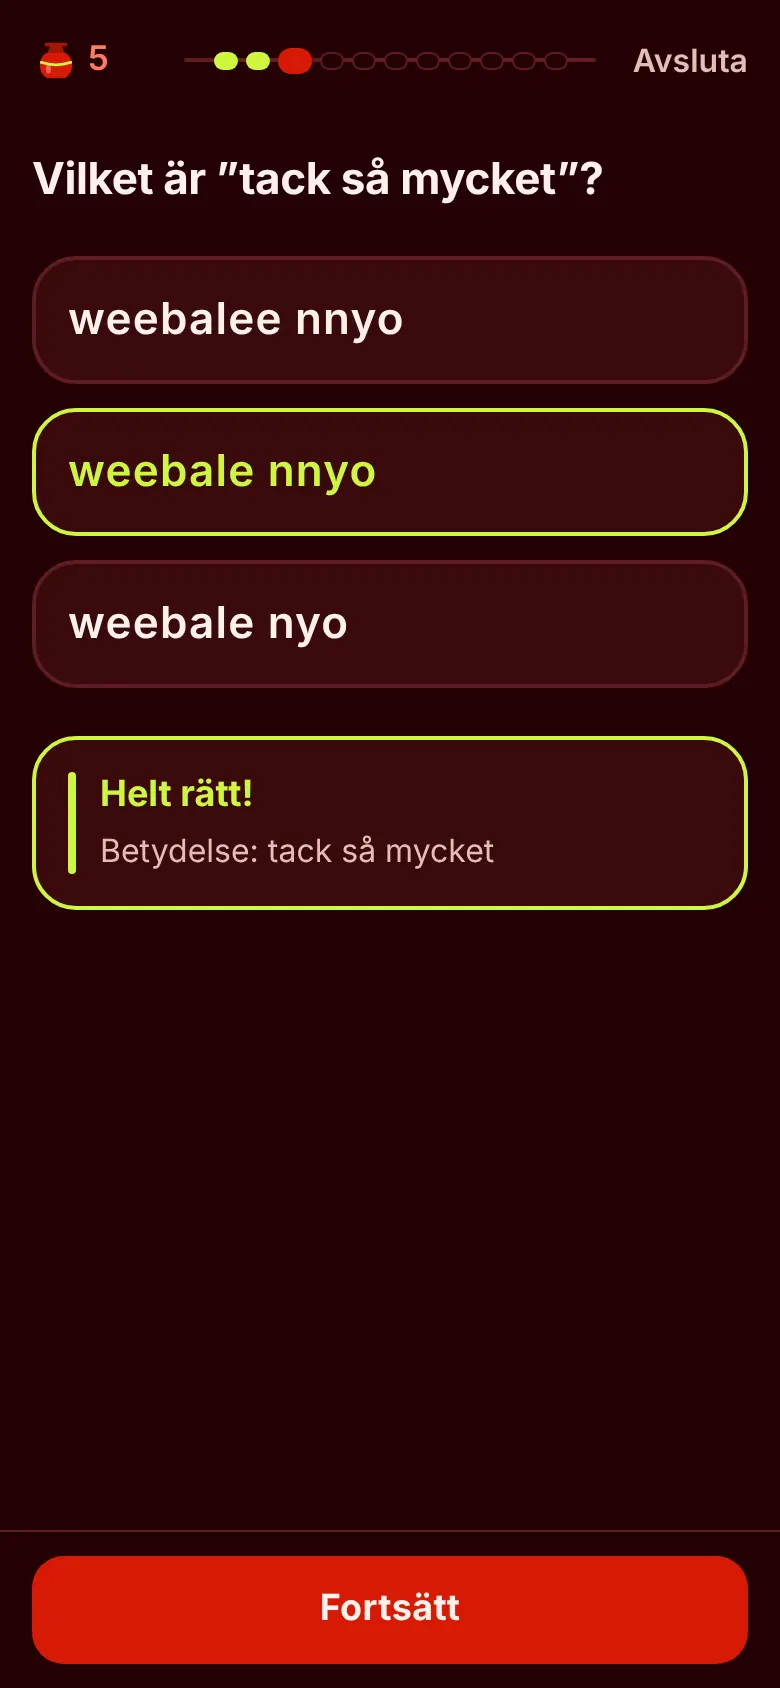 5
Avsluta
Vilket är ”tack så mycket”?
weebalee nnyo
weebale nnyo
weebale nyo
Helt rätt!
Betydelse: tack så mycket
Fortsätt